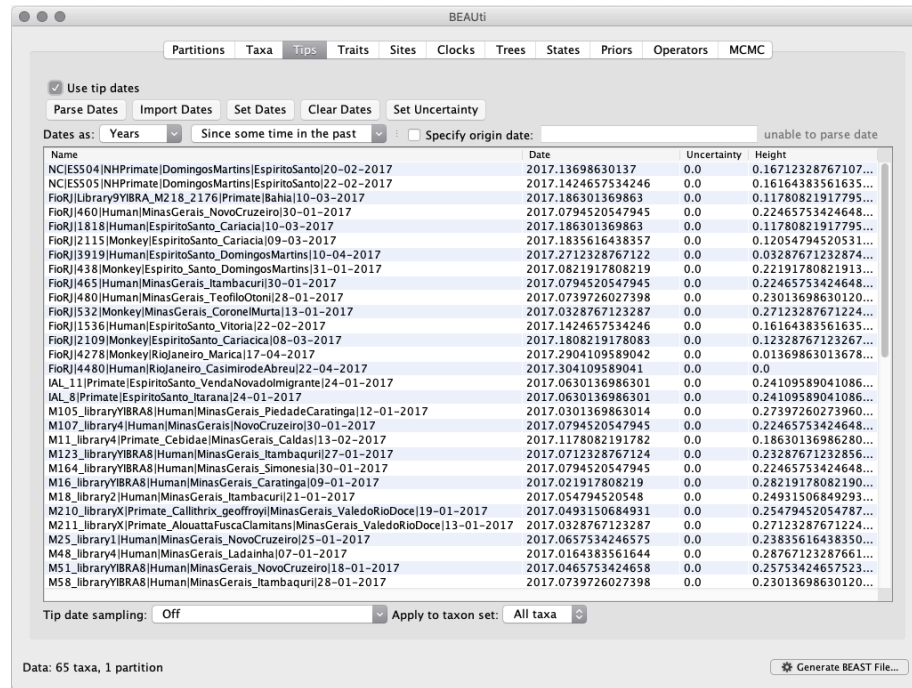 BEAUti
Partitions Taxa Tips Traits Sites Clocks Trees States Priors Operators MCMC
Use tip dates
Parse Dates Import Dates Set Dates Clear Dates Set Uncertainty
Dates as: Years Since some time in the past Specify origin date: unable to parse date
Name Date Uncertainty Height
NC|ES504|NHPrimate|DomingosMartins|EspiritoSanto|20-02-2017 2017.13698630137 0.0 0.16712328767107...
NC|ES505|NHPrimate|DomingosMartins|EspiritoSanto|22-02-2017 2017.1424657534246 0.0 0.16164383561635...
FioRJ|Library9YIBRA_M218_2176|Primate|Bahia|10-03-2017 2017.186301369863 0.0 0.11780821917795...
FioRJ|460|Human|MinasGerais_NovoCruzeiro|30-01-2017 2017.0794520547945 0.0 0.22465753424648...
FioRJ|1818|Human|EspiritoSanto_Cariacia|10-03-2017 2017.186301369863 0.0 0.11780821917795...
FioRJ|2115|Monkey|EspiritoSanto_Cariacia|09-03-2017 2017.1835616438357 0.0 0.12054794520531...
FioRJ|3919|Human|EspiritoSanto_DomingosMartins|10-04-2017 2017.2712328767122 0.0 0.03287671232874...
FioRJ|438|Monkey|Espirito_Santo_DomingosMartins|31-01-2017 2017.0821917808219 0.0 0.22191780821913...
FioRJ|465|Human|MinasGerais_Itambacuri|30-01-2017 2017.0794520547945 0.0 0.22465753424648...
FioRJ|480|Human|MinasGerais_TeofiloOtoni|28-01-2017 2017.0739726027398 0.0 0.23013698630120...
FioRJ|532|Monkey|MinasGerais_CoronelMurta|13-01-2017 2017.0328767123287 0.0 0.27123287671224...
FioRJ|1536|Human|EspiritoSanto_Vitoria|22-02-2017 2017.1424657534246 0.0 0.16164383561635...
FioRJ|2109|Monkey|EspiritoSanto_Cariacica|08-03-2017 2017.1808219178083 0.0 0.12328767123267...
FioRJ|4278|Monkey|RioJaneiro_Marica|17-04-2017 2017.2904109589042 0.0 0.01369863013678...
FioRJ|4480|Human|RioJaneiro_CasimirodeAbreu|22-04-2017 2017.304109589041 0.0 0.0
IAL_11|Primate|EspiritoSanto_VendaNovadoImigrante|24-01-2017 2017.0630136986301 0.0 0.24109589041086...
IAL_8|Primate|EspiritoSanto_Itarana|24-01-2017 2017.0630136986301 0.0 0.24109589041086...
M105_libraryYIBRA8|Human|MinasGerais_PiedadeCaratinga|12-01-2017 2017.0301369863014 0.0 0.27397260273960...
M107_library4|Human|MinasGerais|NovoCruzeiro|30-01-2017 2017.0794520547945 0.0 0.22465753424648...
M11_library4|Primate_Cebidae|MinasGerais_Caldas|13-02-2017 2017.1178082191782 0.0 0.18630136986280...
M123_libraryYIBRA8|Human|MinasGerais_Itambaquri|27-01-2017 2017.0712328767124 0.0 0.23287671232856...
M164_libraryYIBRA8|Human|MinasGerais_Simonesia|30-01-2017 2017.0794520547945 0.0 0.22465753424648...
M16_libraryYIBRA8|Human|MinasGerais_Caratinga|09-01-2017 2017.021917808219 0.0 0.28219178082190...
M18_library2|Human|MinasGerais_Itambacuri|21-01-2017 2017.054794520548 0.0 0.24931506849293...
M210_libraryX|Primate_Callithrix_geoffroyi|MinasGerais_ValedoRioDoce|19-01-2017 2017.0493150684931 0.0 0.25479452054787...
M211_libraryX|Primate_AlouattaFuscaClamitans|MinasGerais_ValedoRioDoce|13-01-2017 2017.0328767123287 0.0 0.27123287671224...
M25_library1|Human|MinasGerais_NovoCruzeiro|25-01-2017 2017.0657534246575 0.0 0.23835616438350...
M48_library4|Human|MinasGerais_Ladainha|07-01-2017 2017.0164383561644 0.0 0.28767123287661...
M51_libraryYIBRA8|Human|MinasGerais_NovoCruzeiro|18-01-2017 2017.0465753424658 0.0 0.25753424657523...
M58_libraryYIBRA8|Human|MinasGerais_Itambaquri|28-01-2017 2017.0739726027398 0.0 0.23013698630120...
Tip date sampling: Off Apply to taxon set: All taxa
Data: 65 taxa, 1 partition Generate BEAST File...